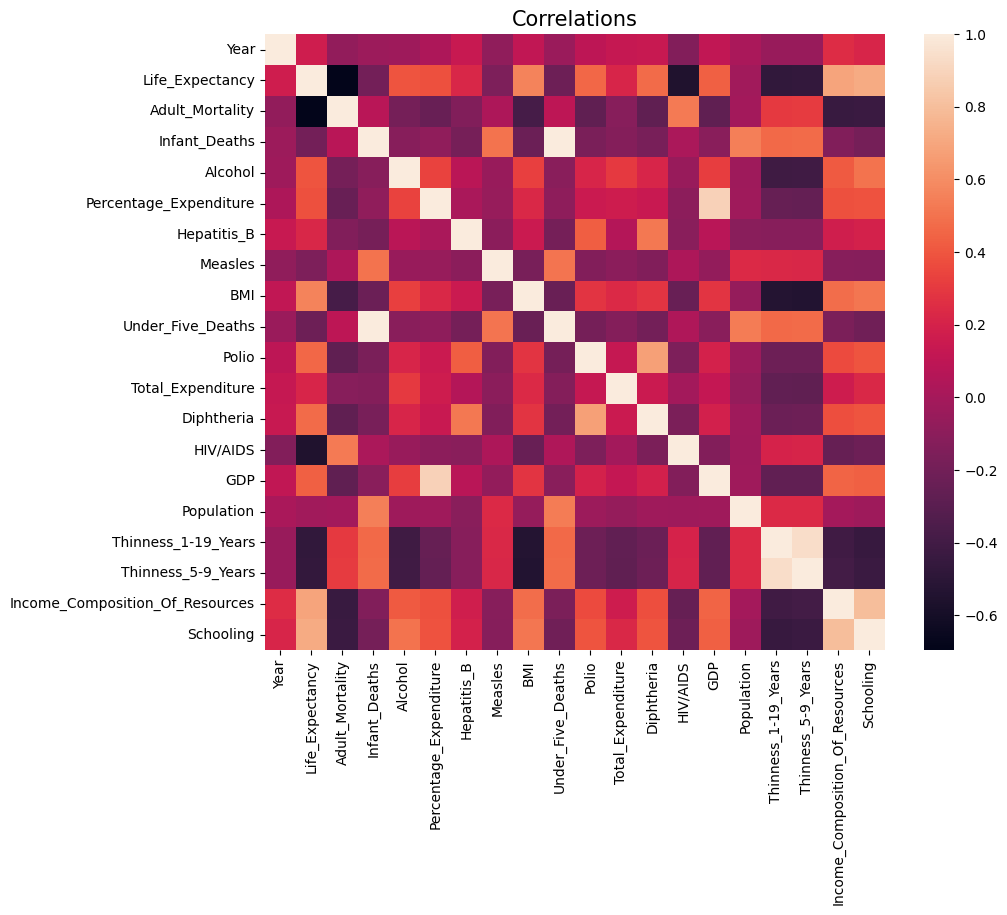 Correlations
Year
Life_Expectancy
Adult_Mortality
Infant_Deaths
Alcohol
Percentage_Expenditure
Hepatitis_B
Measles
BMI
Under_Five_Deaths
Polio
Total_Expenditure
Diphtheria
HIV/AIDS
GDP
Population
Thinness_1-19_Years
Thinness_5-9_Years
Income_Composition_Of_Resources
Schooling
Year
Life_Expectancy
Adult_Mortality
Infant_Deaths
Alcohol
Percentage_Expenditure
Hepatitis_B
Measles
BMI
Under_Five_Deaths
Polio
Total_Expenditure
Diphtheria
HIV/AIDS
GDP
Population
Thinness_1-19_Years
Thinness_5-9_Years
Income_Composition_Of_Resources
Schooling
1.0
0.8
0.6
0.4
0.2
0.0
−0.2
−0.4
−0.6